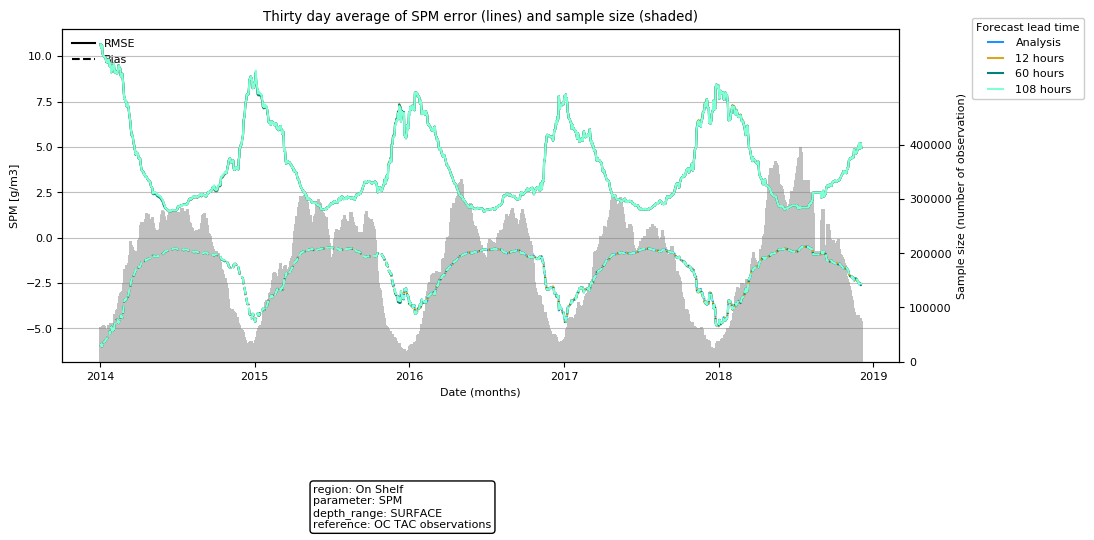 Thirty day average of SPM error (lines) and sample size (shaded)
RMSE
Bias
Forecast lead time
Analysis
12 hours
60 hours
108 hours
SPM [g/m3]
10.0
7.5
5.0
2.5
0.0
−2.5
−5.0
Sample size (number of observation)
400000
300000
200000
100000
0
2014
2015
2016
2017
2018
2019
Date (months)
region: On Shelf
parameter: SPM
depth_range: SURFACE
reference: OC TAC observations